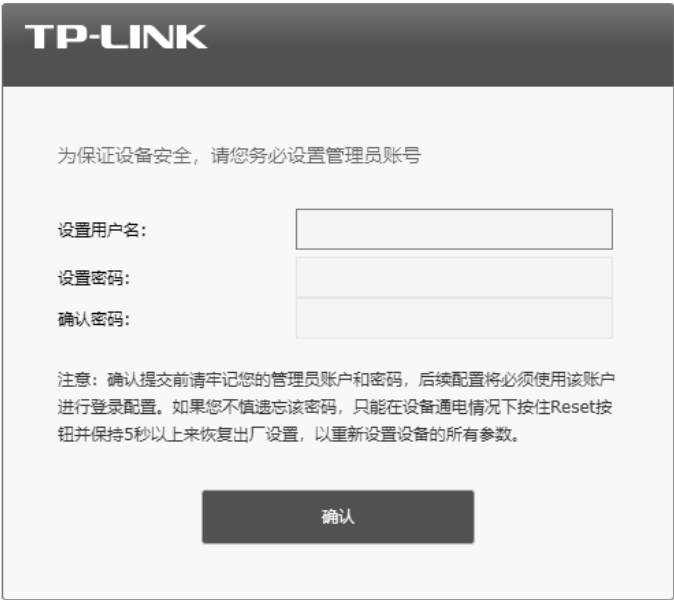 TP-LINK
为保证设备安全，请您务必设置管理员账号
设置用户名：
设置密码：
确认密码：
注意：确认提交前请牢记您的管理员账户和密码，后续配置将必须使用该账户
进行登录配置。如果您不慎遗忘该密码，只能在设备通电情况下按住Reset按
钮并保持5秒以上来恢复出厂设置，以重新设置设备的所有参数。
确认